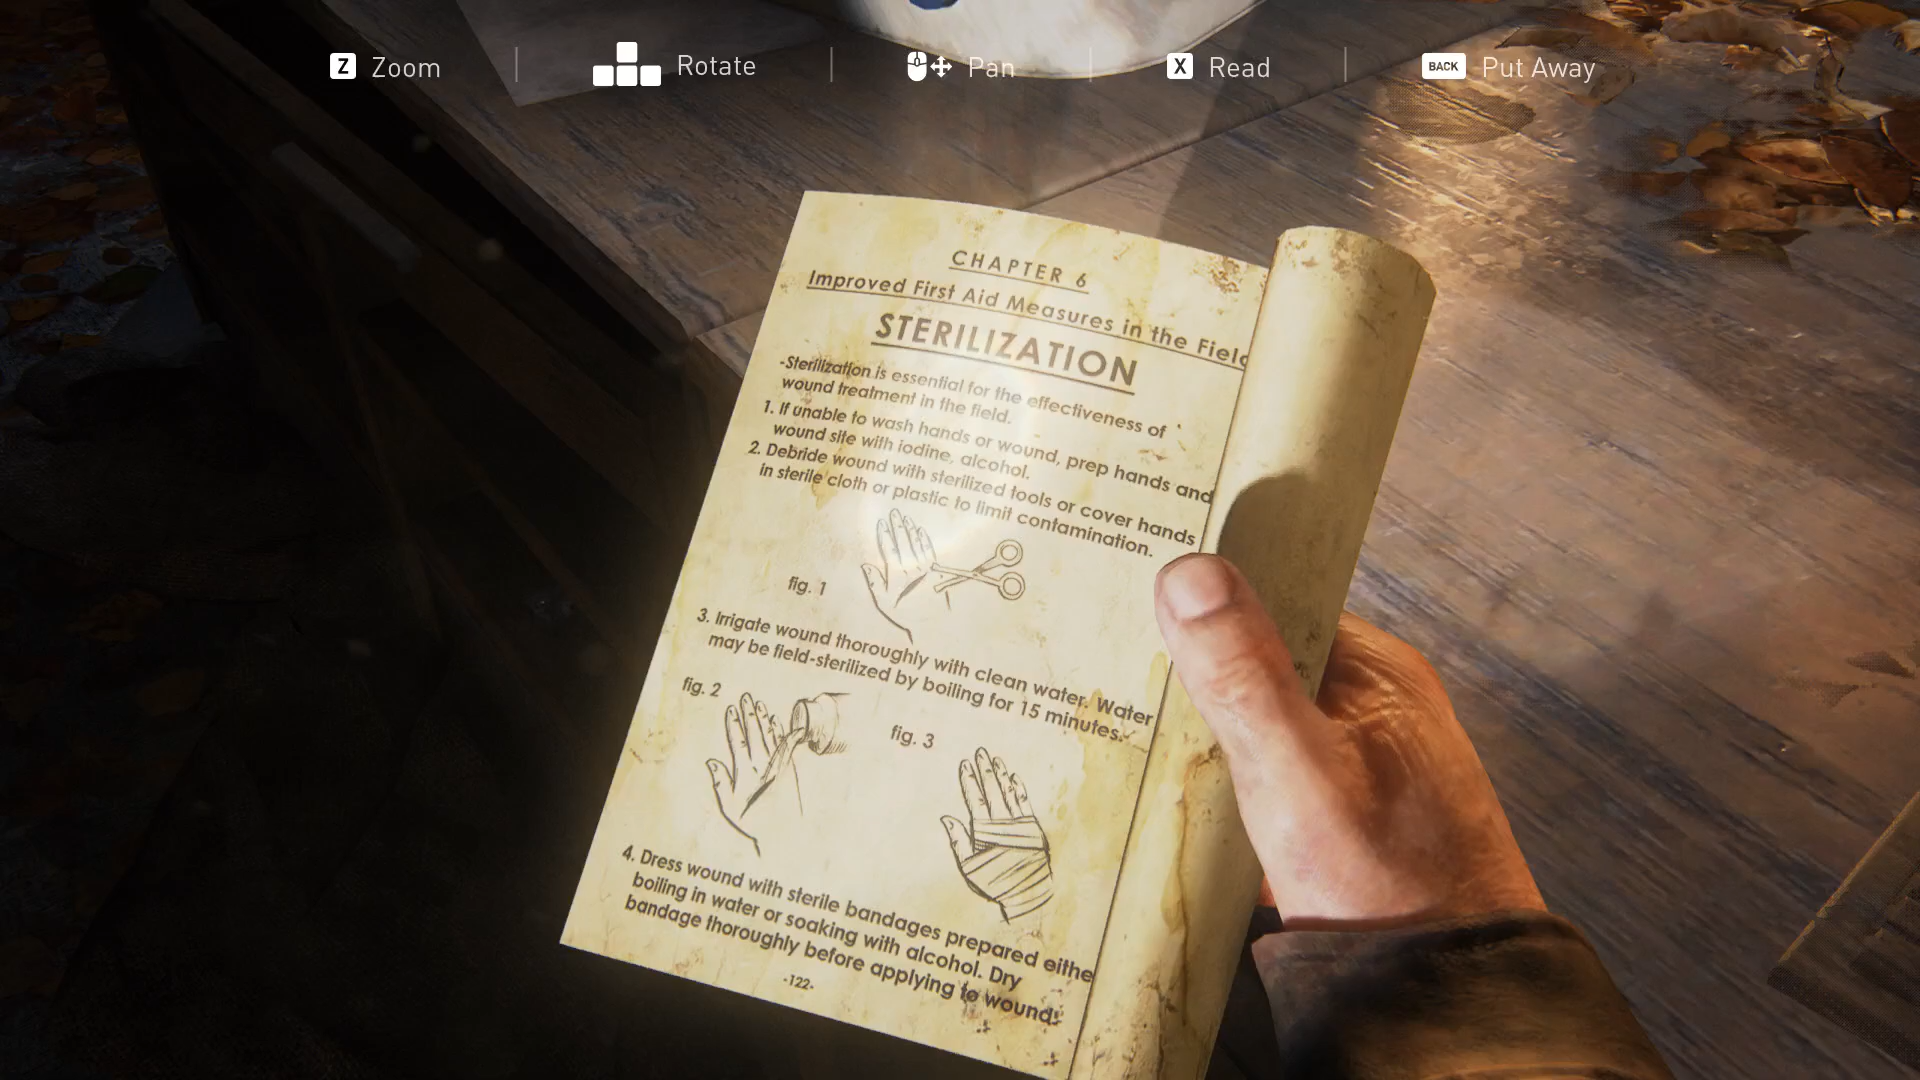 Z Zoom
Rotate
Pan
X Read
BACK Put Away
CHAPTER 6
Improved First Aid Measures in the Field
STERILIZATION
-Sterilization is essential for the effectiveness of
wound treatment in the field.
1. If unable to wash hands or wound, prep hands and
wound site with iodine, alcohol.
2. Debride wound with sterilized tools or cover hands
in sterile cloth or plastic to limit contamination.
fig. 1
3. Irrigate wound thoroughly with clean water. Water
may be field-sterilized by boiling for 15 minutes.
fig. 2
fig. 3
4. Dress wound with sterile bandages prepared eithe
boiling in water or soaking with alcohol. Dry
bandage thoroughly before applying to wound.
-122-